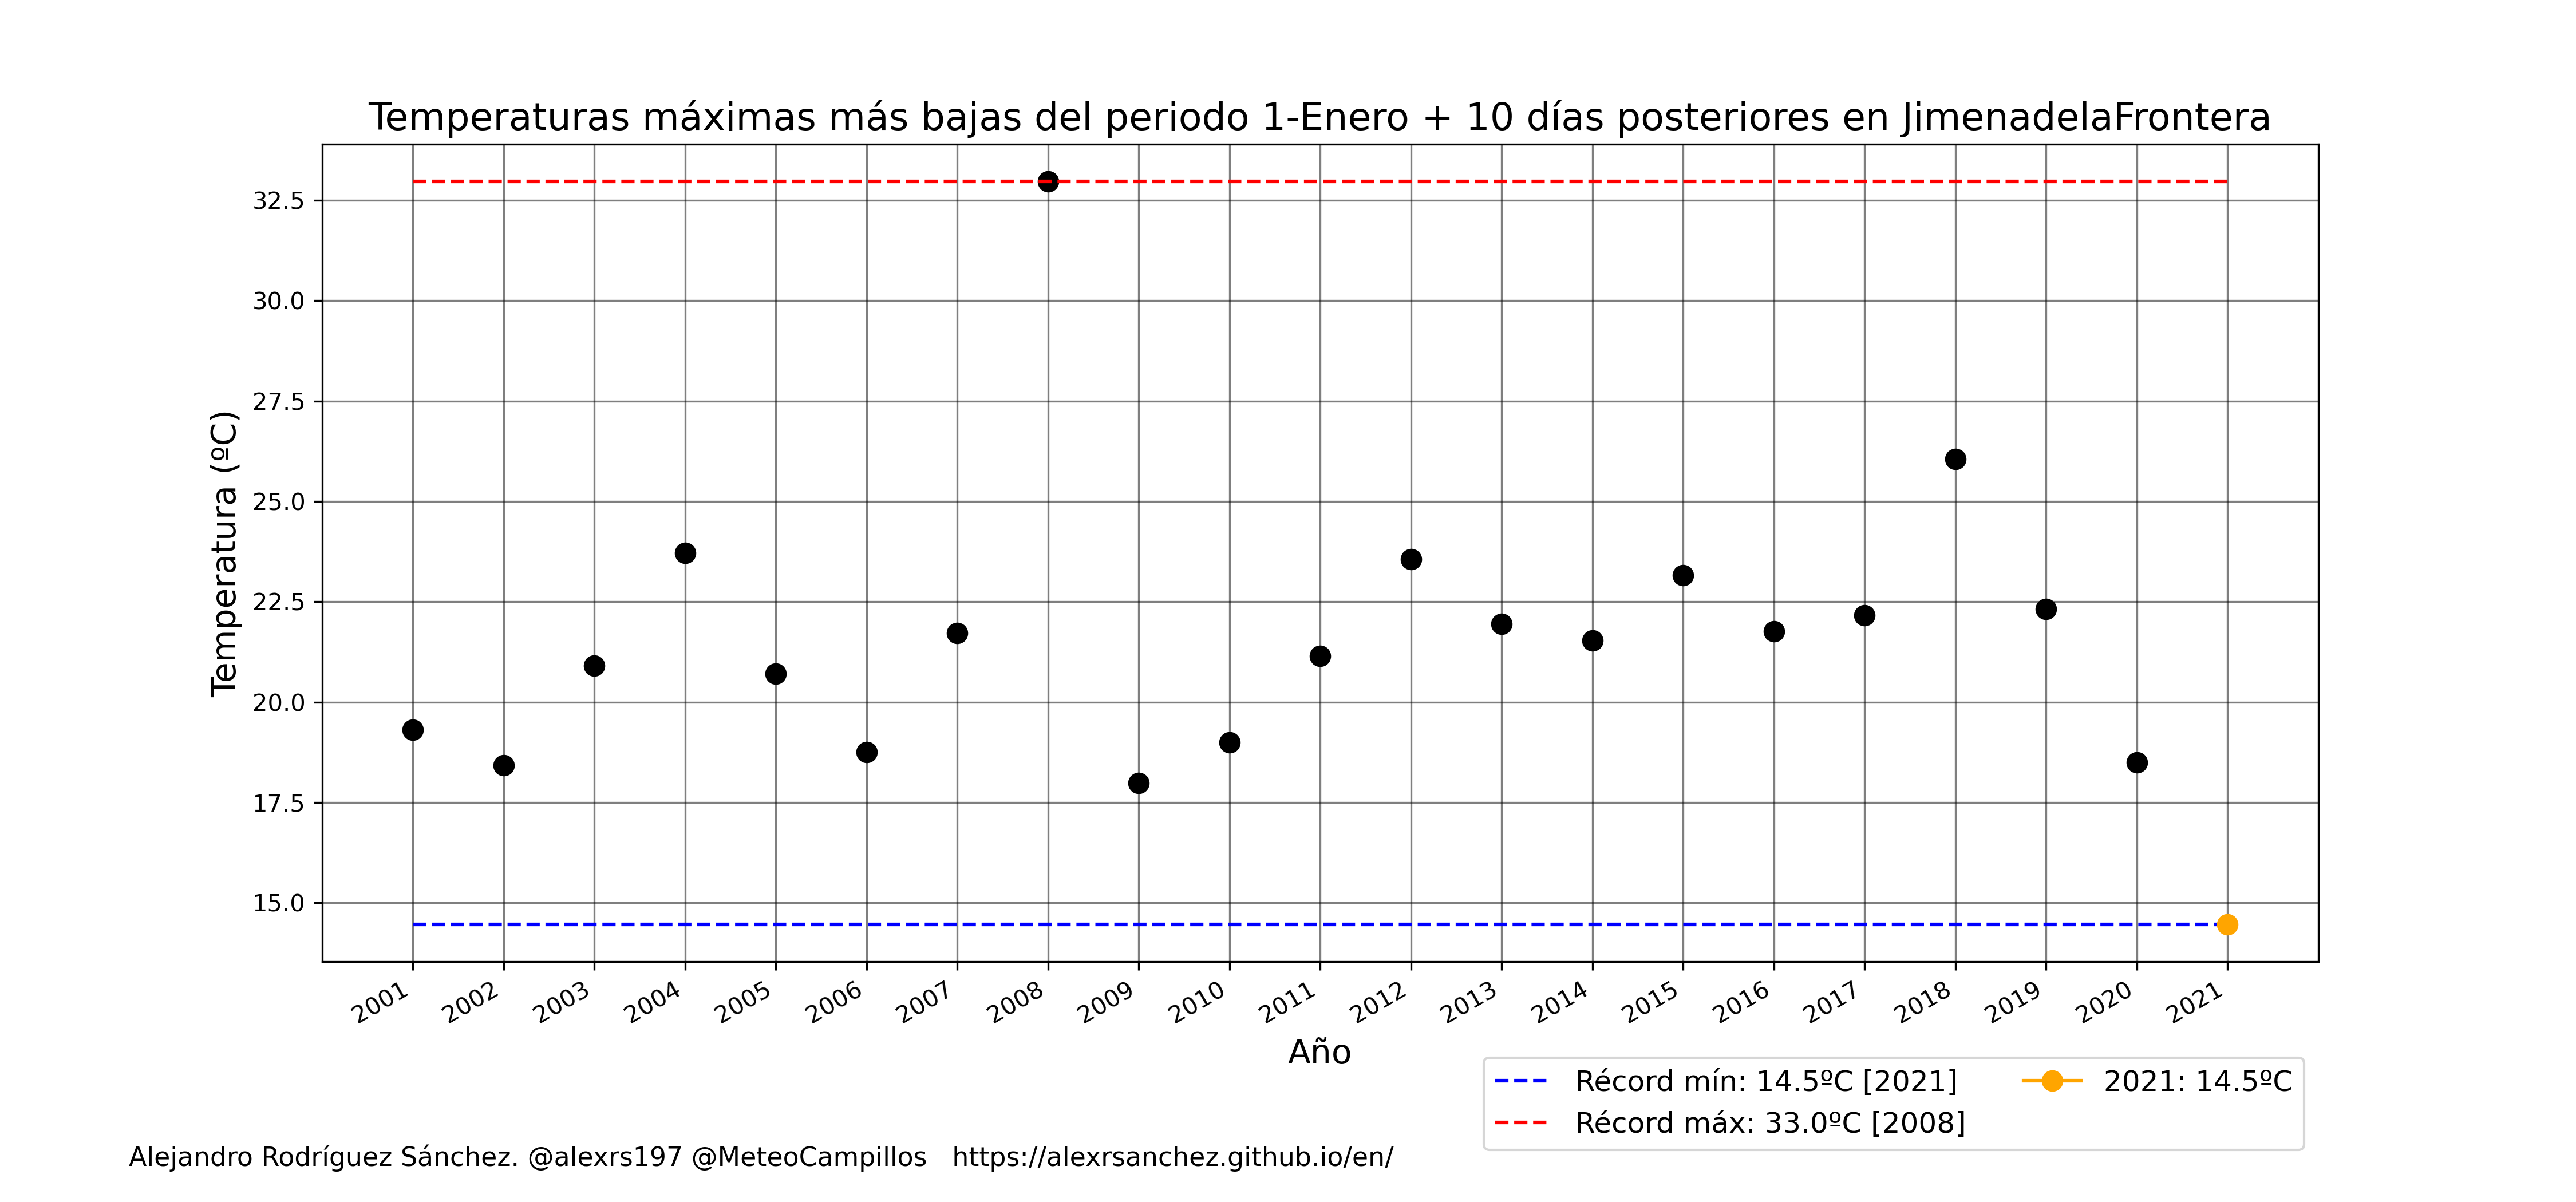 Temperaturas máximas más bajas del periodo 1-Enero + 10 días posteriores en JimenadelaFrontera
Temperatura (ºC)
32.5
30.0
27.5
25.0
22.5
20.0
17.5
15.0
2001 2002 2003 2004 2005 2006 2007 2008 2009 2010 2011 2012 2013 2014 2015 2016 2017 2018 2019 2020 2021
Año
Récord mín: 14.5ºC [2021]
Récord máx: 33.0ºC [2008]
2021: 14.5ºC
Alejandro Rodríguez Sánchez. @alexrs197 @MeteoCampillos https://alexrsanchez.github.io/en/